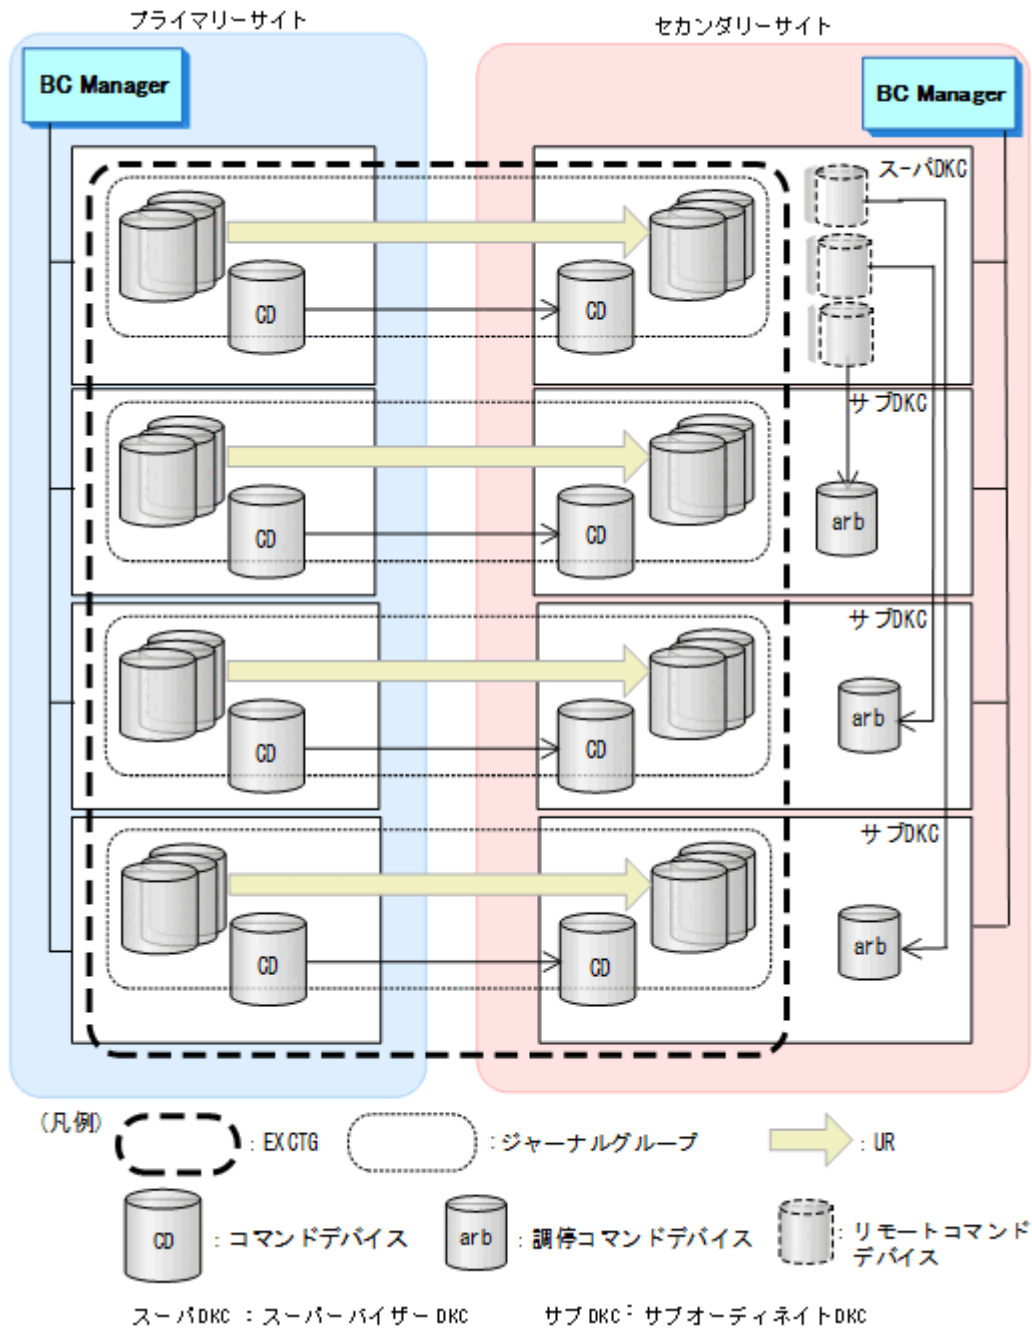 プライマリーサイト
セカンダリーサイト
BC Manager
BC Manager
スーパDKC
CD
CD
サブDKC
CD
CD
arb
サブDKC
CD
CD
arb
サブDKC
CD
CD
arb
(凡例)
: EXCTG
: ジャーナルグループ
: UR
CD
: コマンドデバイス
arb
: 調停コマンドデバイス
: リモートコマンド
デバイス
スーパDKC : スーパーバイザーDKC
サブDKC : サブオーディネイトDKC